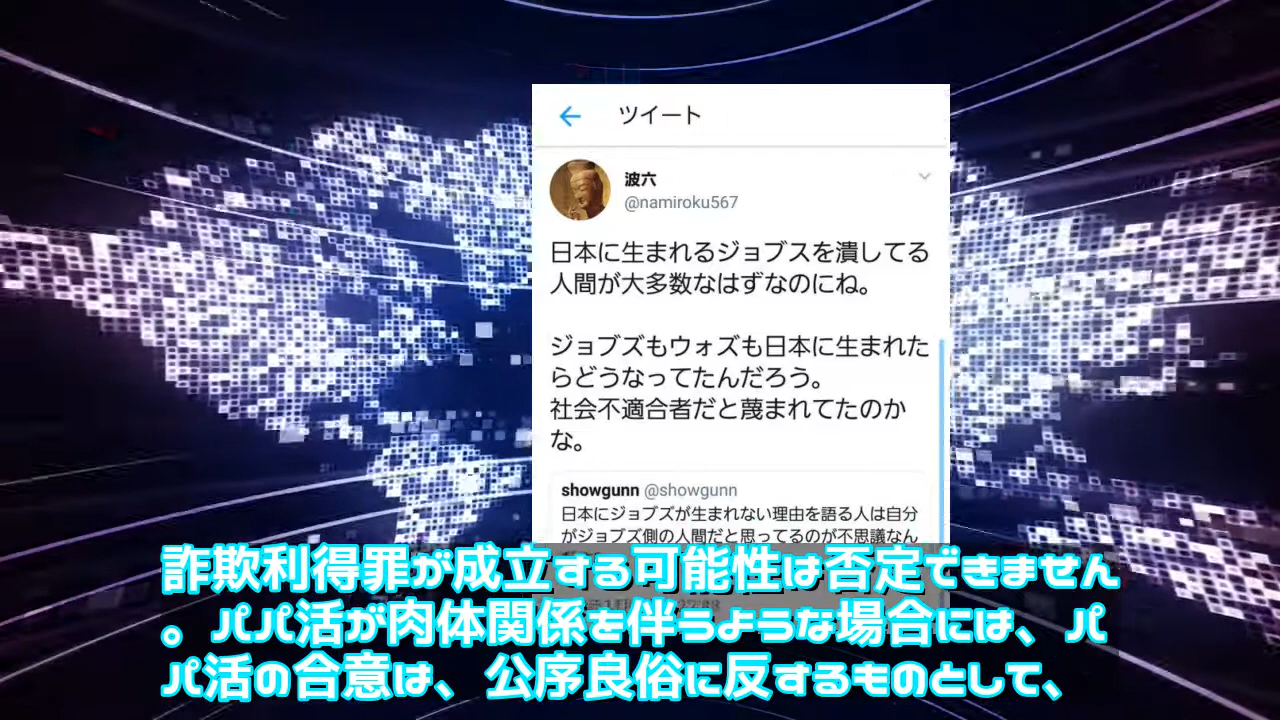 ツイート
波六
@namiroku567
日本に生まれるジョブスを潰してる
人間が大多数なはずなのにね。
ジョブズもウォズも日本に生まれた
らどうなってたんだろう。
社会不適合者だと蔑まれてたのか
な。
showgunn @showgunn
日本にジョブズが生まれない理由を語る人は自分
がジョブズ側の人間だと思ってるのが不思議なん
詐欺利得罪が成立する可能性は否定できません
。パパ活が肉体関係を伴うような場合には、パ
パ活の合意は、公序良俗に反するものとして、